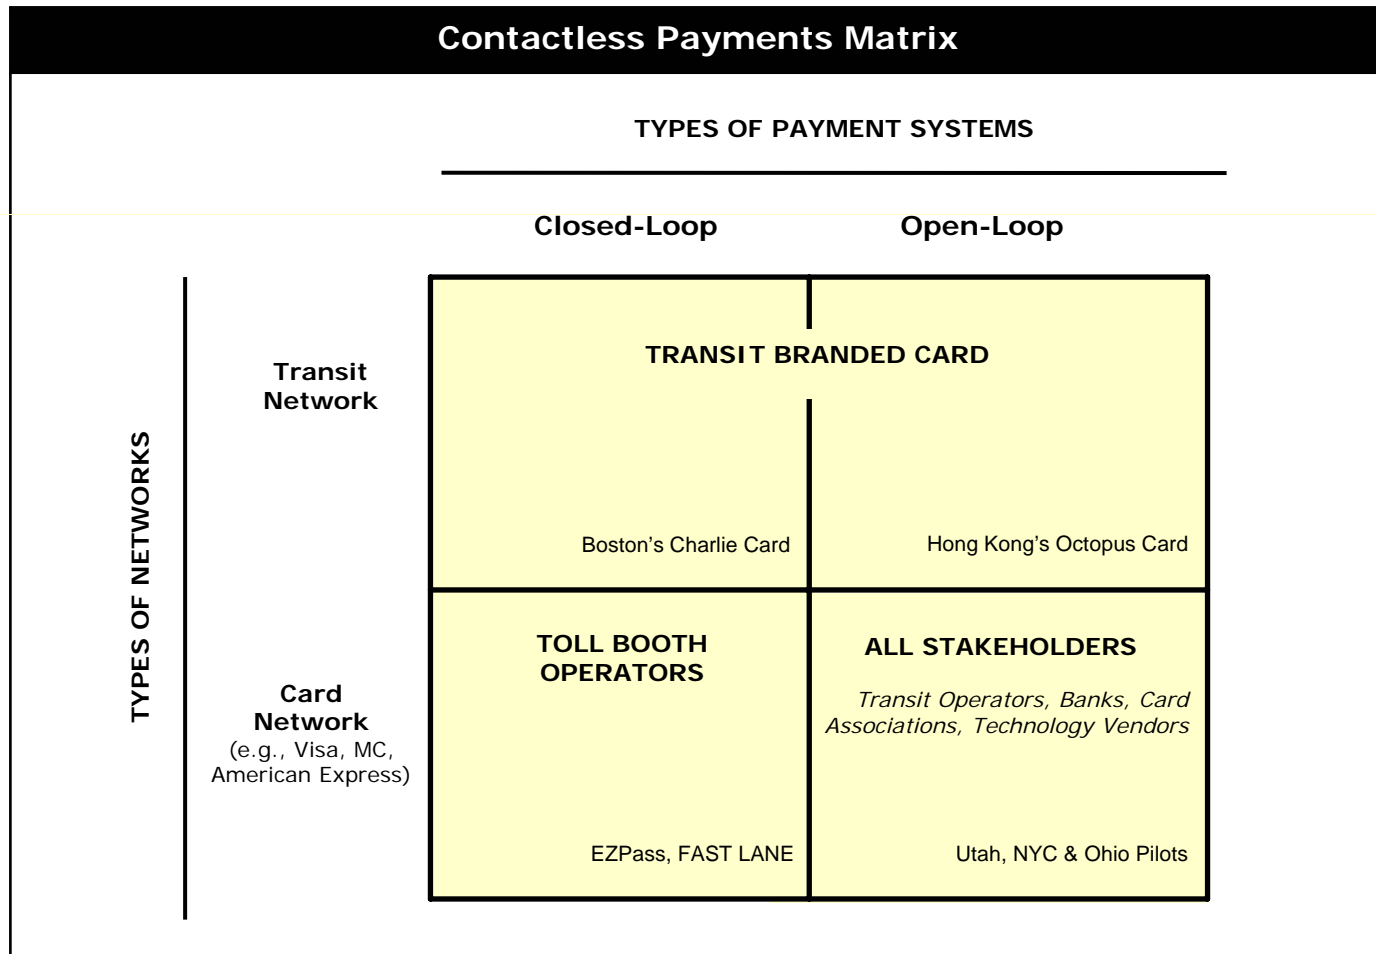 Contactless Payments Matrix
TYPES OF PAYMENT SYSTEMS
Closed-Loop
Open-Loop
TYPES OF NETWORKS
Transit
Network
TRANSIT BRANDED CARD
Boston's Charlie Card
Hong Kong's Octopus Card
Card
Network
(e.g., Visa, MC,
American Express)
TOLL BOOTH
OPERATORS
EZPass, FAST LANE
ALL STAKEHOLDERS
Transit Operators, Banks, Card
Associations, Technology Vendors
Utah, NYC & Ohio Pilots